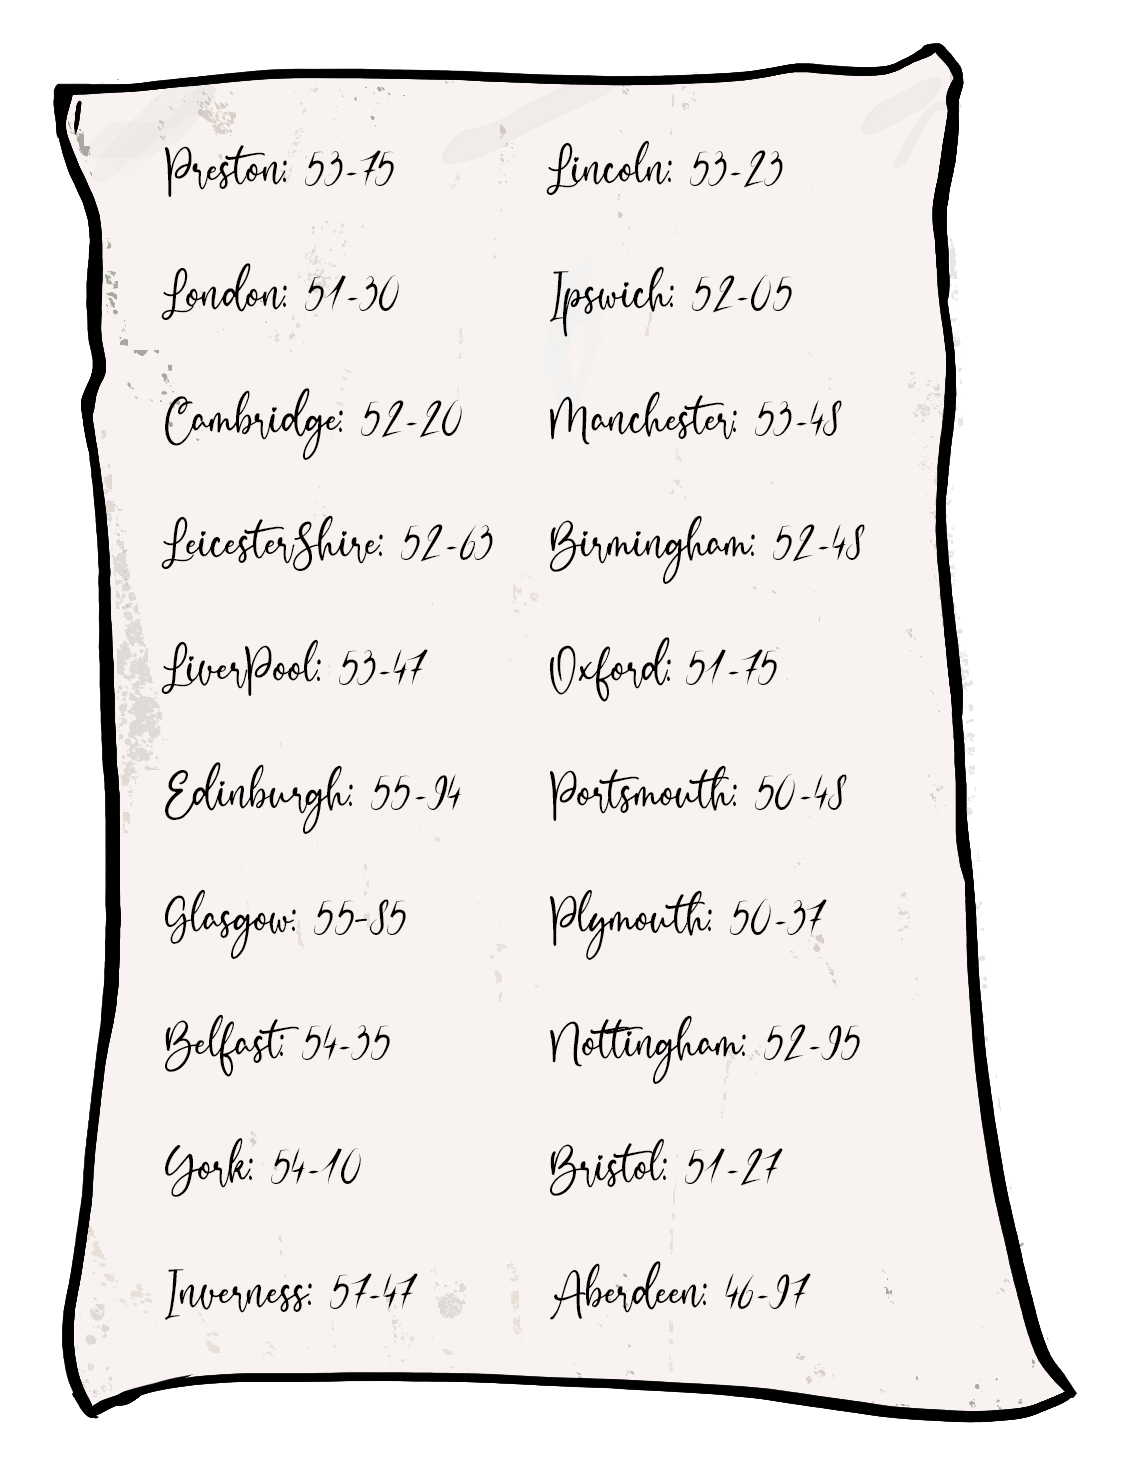 Preston: 53-75
London: 51-30
Cambridge: 52-20
LeicesterShire: 52-63
LiverPool: 53-47
Edinburgh: 55-94
Glasgow: 55-85
Belfast: 54-35
York: 54-10
Inverness: 57-47
Lincoln: 53-23
Ipswich: 52-05
Manchester: 53-48
Birmingham: 52-48
Oxford: 51-75
Portsmouth: 50-48
Plymouth: 50-37
Nottingham: 52-95
Bristol: 51-27
Aberdeen: 46-97